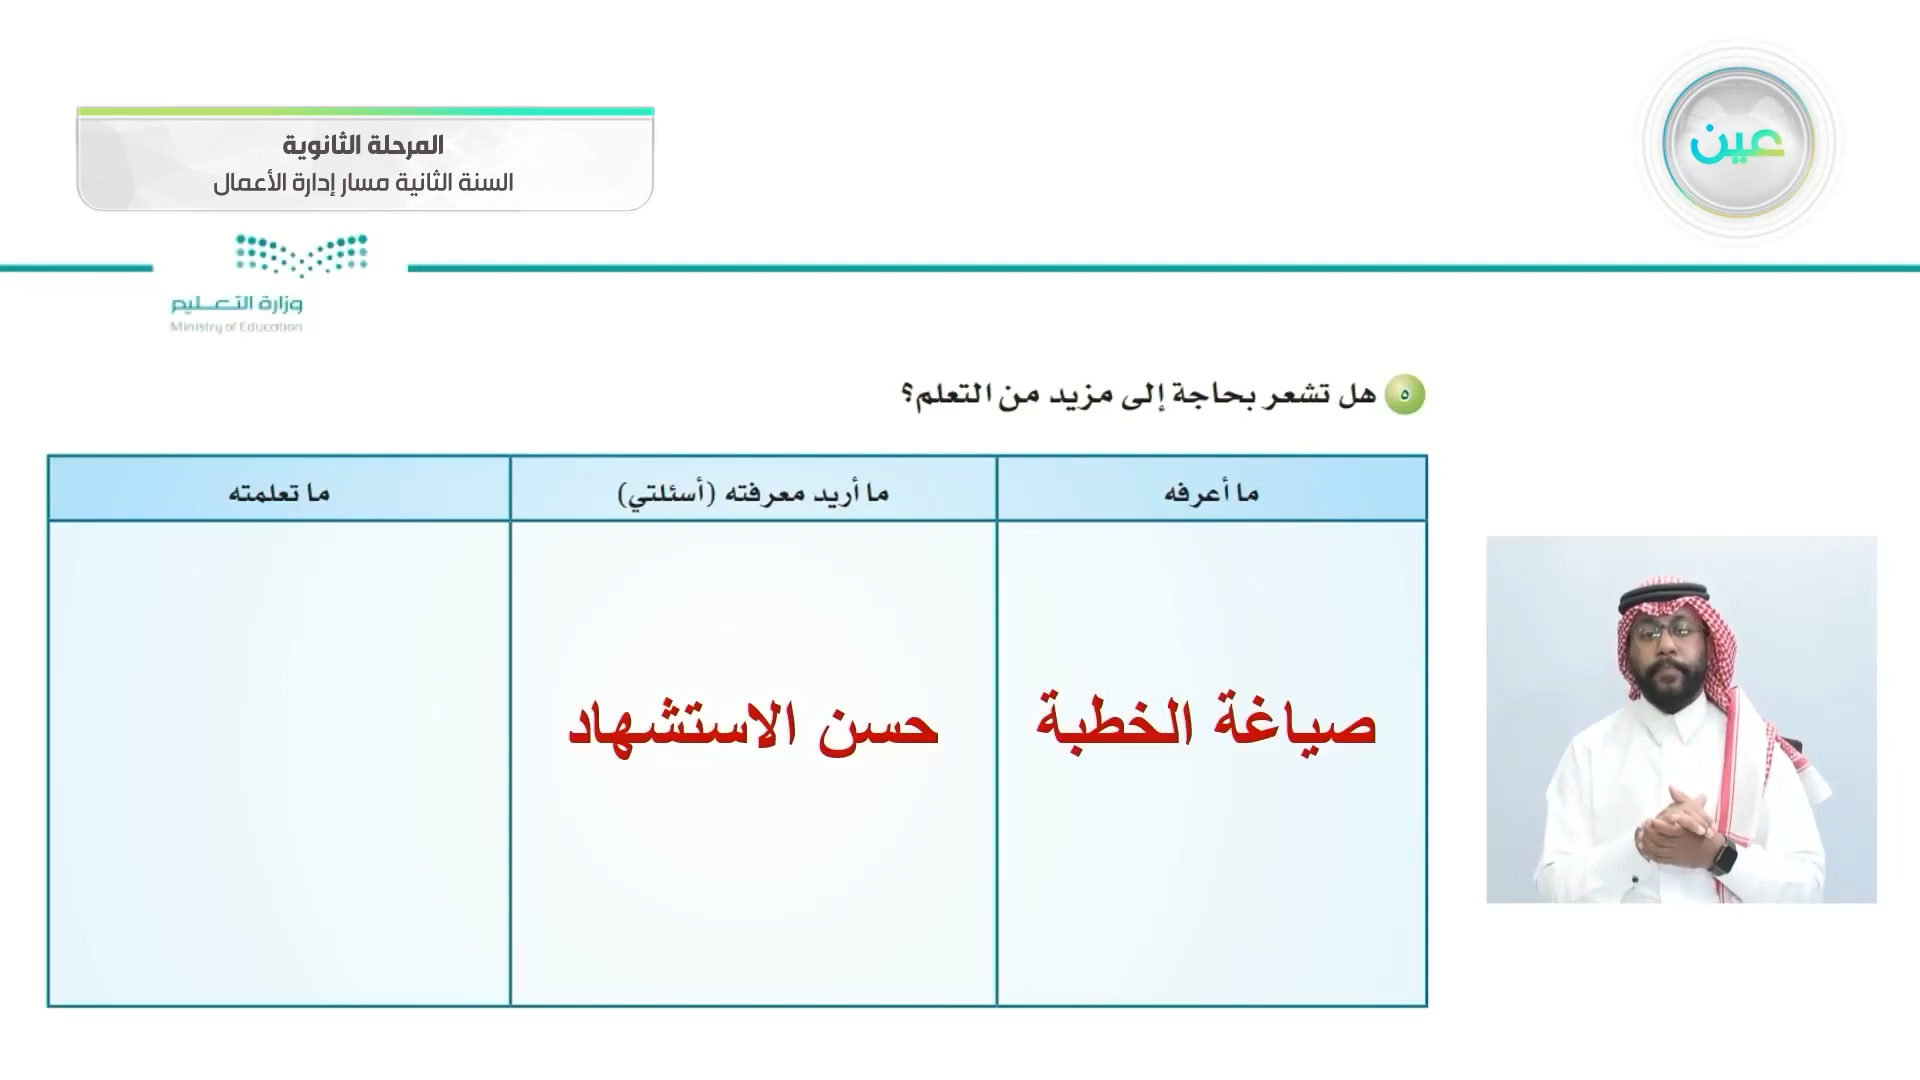 المرحلة الثانوية
السنة الثانية مسار إدارة الأعمال
عين
وزارة التعليم
Ministry of Education
٥ هل تشعر بحاجة إلى مزيد من التعلم؟
ما أعرفه
ما أريد معرفته (أسئلتي)
ما تعلمته
صياغة الخطبة
حسن الاستشهاد